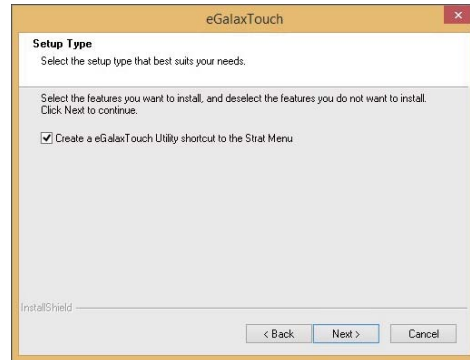 eGalaxTouch
Setup Type
Select the setup type that best suits your needs.
Select the features you want to install, and deselect the features you do not want to install.
Click Next to continue.
Create a eGalaxTouch Utility shortcut to the Strat Menu
InstallShield
< Back Next > Cancel